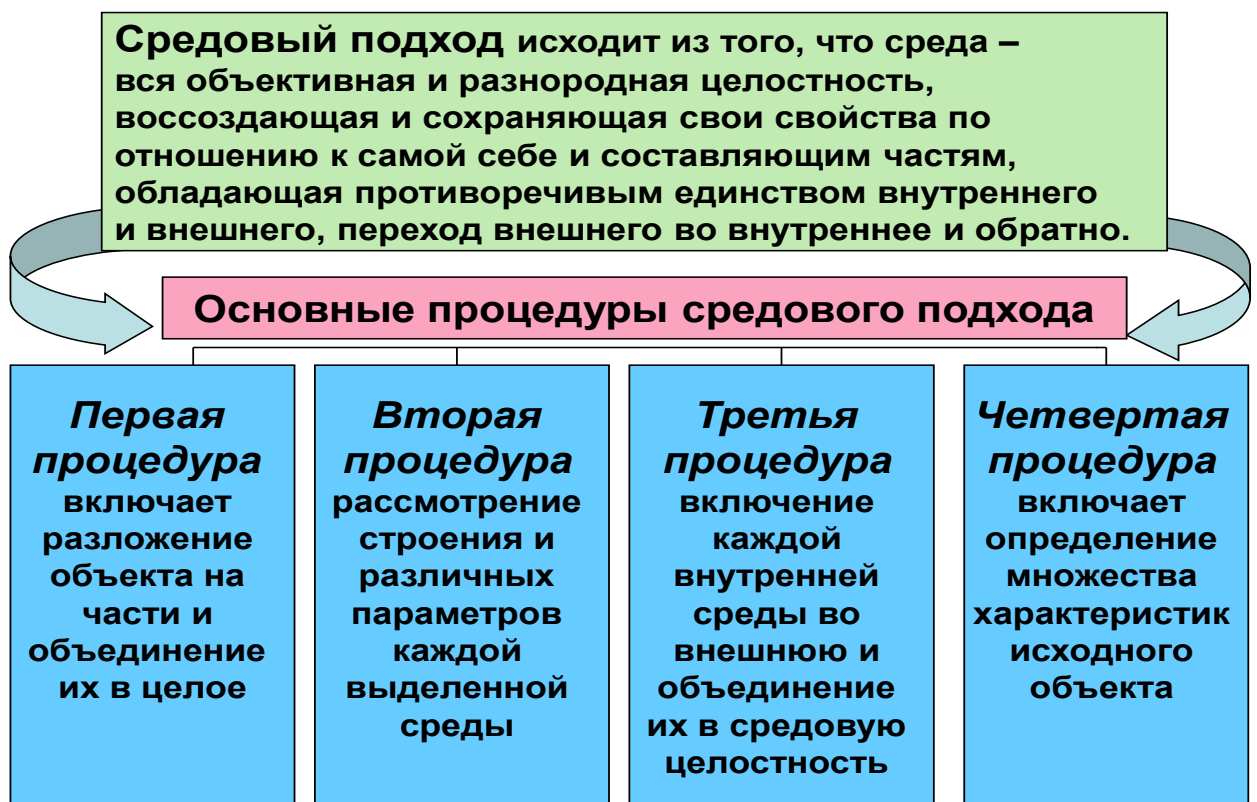 Средовый подход исходит из того, что среда –
вся объективная и разнородная целостность,
воссоздающая и сохраняющая свои свойства по
отношению к самой себе и составляющим частям,
обладающая противоречивым единством внутреннего
и внешнего, переход внешнего во внутреннее и обратно.
Основные процедуры средового подхода
Первая
процедура
включает
разложение
объекта на
части и
объединение
их в целое
Вторая
процедура
рассмотрение
строения и
различных
параметров
каждой
выделенной
среды
Третья
процедура
включение
каждой
внутренней
среды во
внешнюю и
объединение
их в средовую
целостность
Четвертая
процедура
включает
определение
множества
характеристик
исходного
объекта